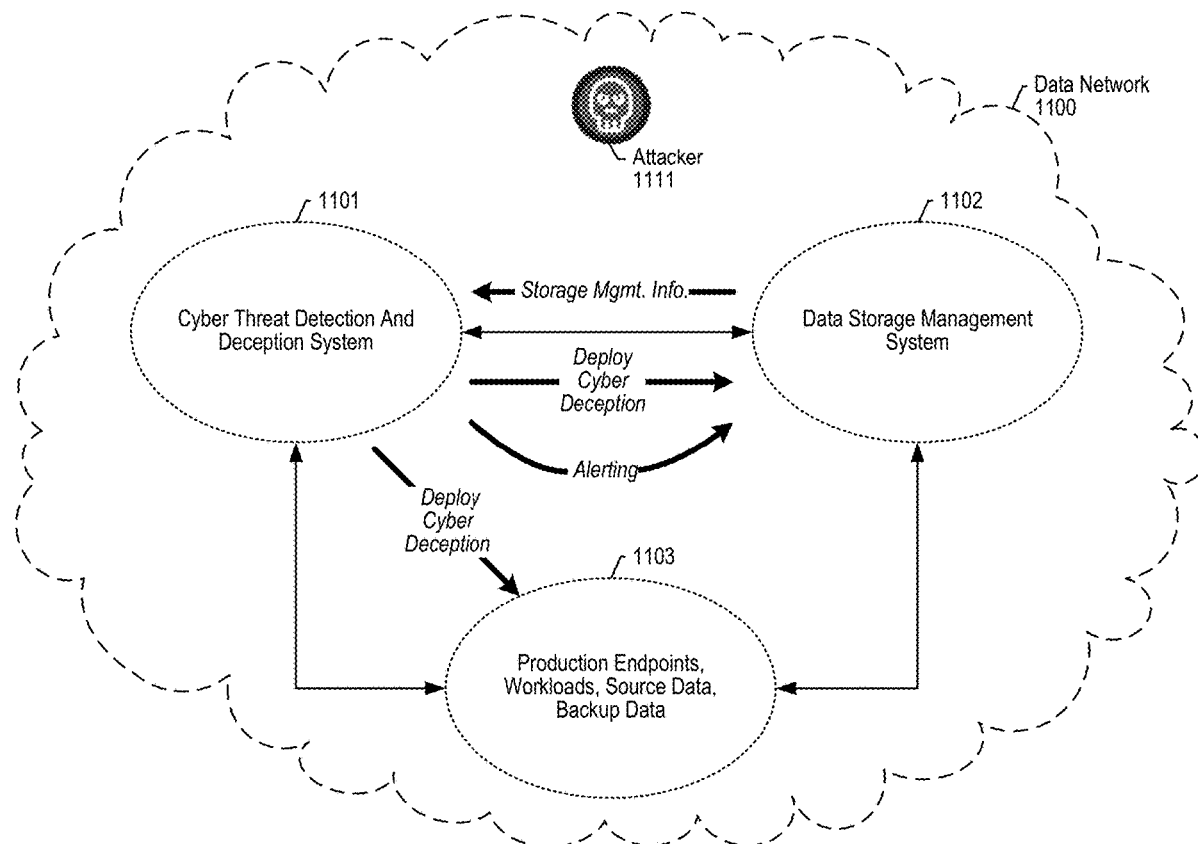 Data Network
1100
Attacker
1111
1101
1102
Storage Mgmt. Info.
Cyber Threat Detection And
Deception System
Data Storage Management
System
Deploy
Cyber
Deception
Alerting
Deploy
Cyber
Deception
1103
Production Endpoints,
Workloads, Source Data,
Backup Data